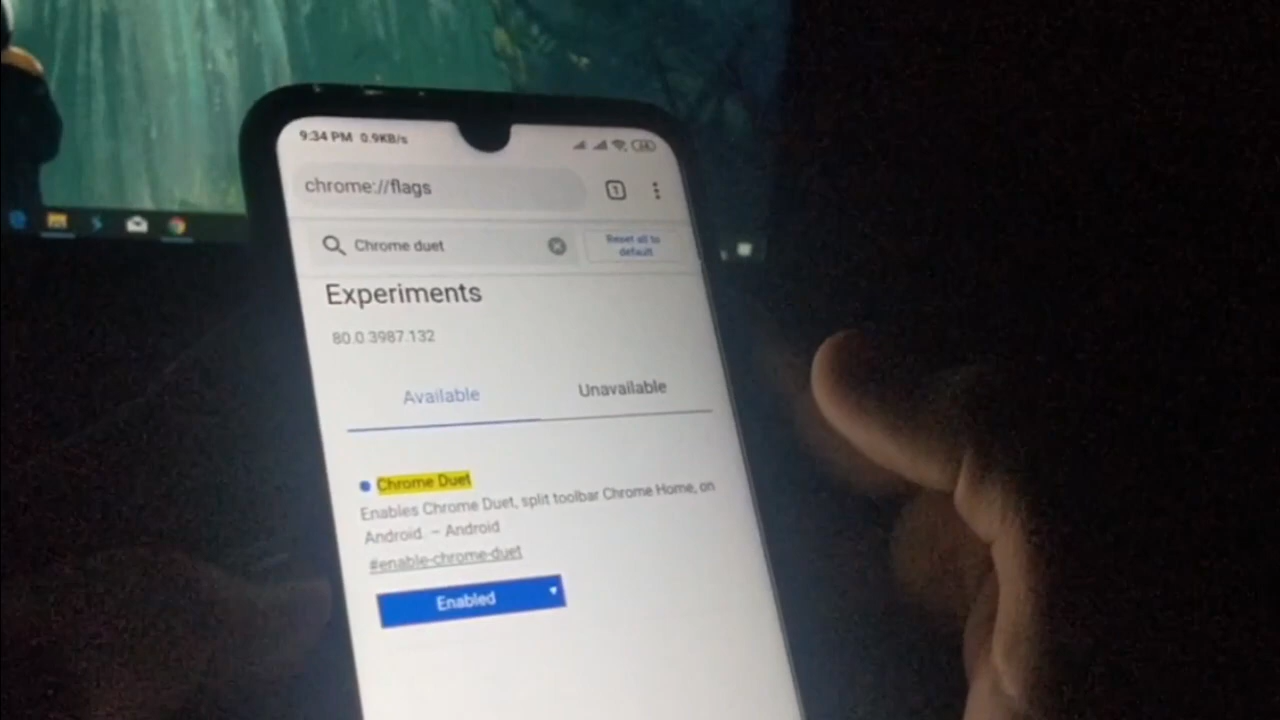 9:34 PM 0.9KB/s
chrome://flags
1
Chrome duet
Reset all to
default
Experiments
80.0.3987.132
Available
Unavailable
Chrome Duet
Enables Chrome Duet, split toolbar Chrome Home, on
Android. – Android
#enable-chrome-duet
Enabled